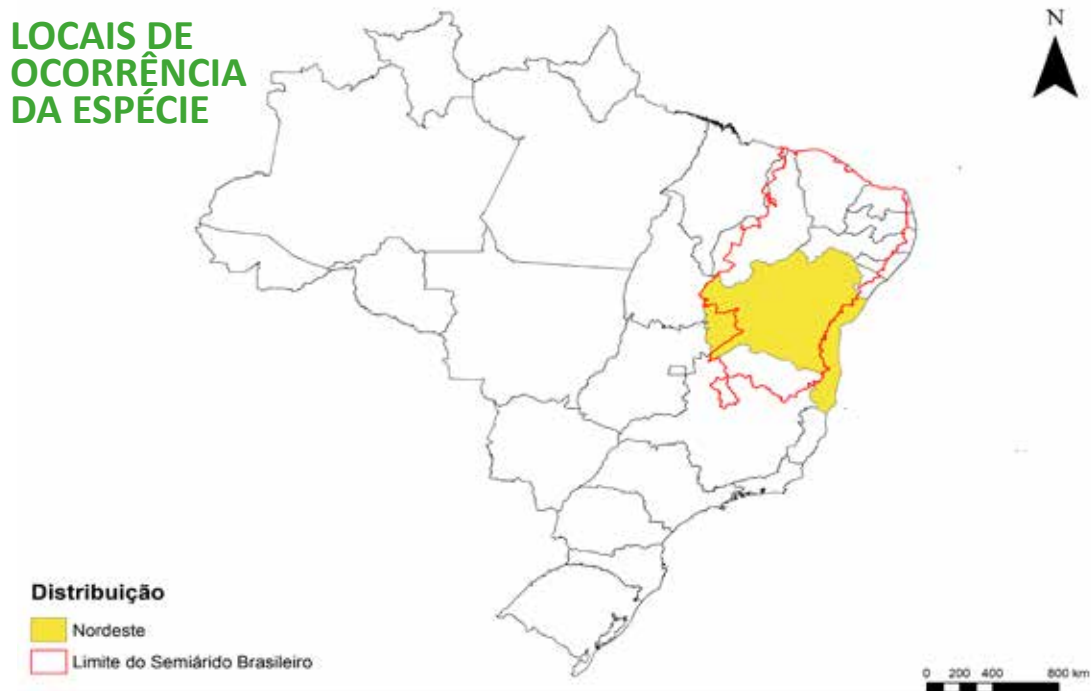 LOCAIS DE
OCORRÊNCIA
DA ESPÉCIE
N
Distribuição
Nordeste
Limite do Semiárido Brasileiro
0 200 400 800 km